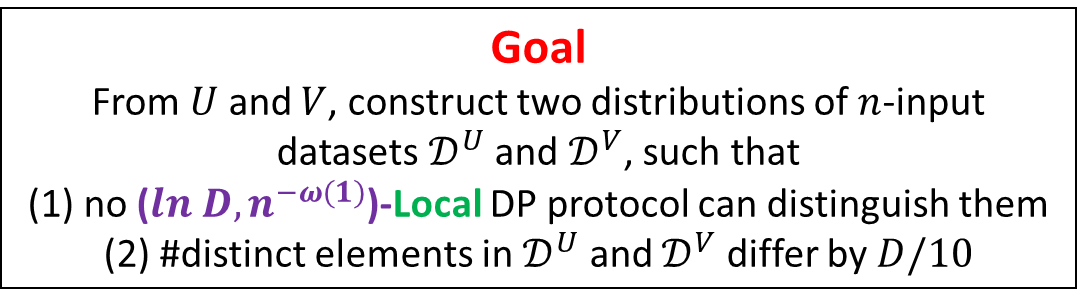 Goal
From 𝑈 and 𝑉, construct two distributions of 𝑛-input
datasets 𝒟^𝑈 and 𝒟^𝑉, such that
(1) no (𝒍𝒏 𝑫, 𝒏^{−𝝎(𝟏)})-Local DP protocol can distinguish them
(2) #distinct elements in 𝒟^𝑈 and 𝒟^𝑉 differ by 𝐷/10